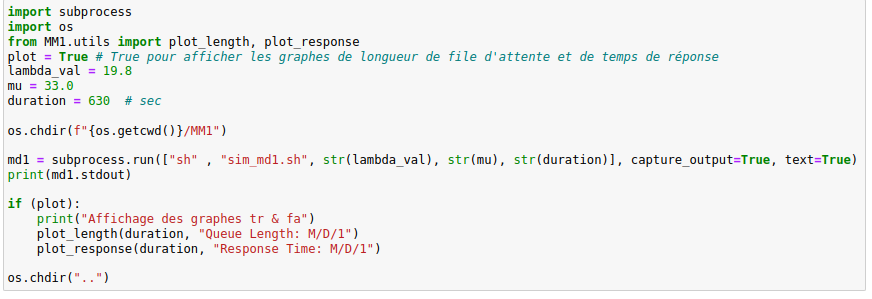 import subprocess
import os
from MM1.utils import plot_length, plot_response
plot = True # True pour afficher les graphes de longueur de file d'attente et de temps de réponse
lambda_val = 19.8
mu = 33.0
duration = 630  # sec

os.chdir(f"{os.getcwd()}/MM1")

md1 = subprocess.run(["sh" , "sim_md1.sh", str(lambda_val), str(mu), str(duration)], capture_output=True, text=True)
print(md1.stdout)

if (plot):
    print("Affichage des graphes tr & fa")
    plot_length(duration, "Queue Length: M/D/1")
    plot_response(duration, "Response Time: M/D/1")

os.chdir("..")